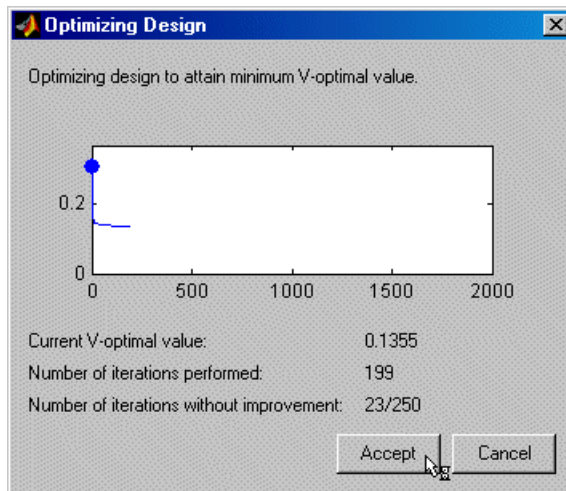 Optimizing Design
Optimizing design to attain minimum V-optimal value.
0.2
0
0 500 1000 1500 2000
Current V-optimal value: 0.1355
Number of iterations performed: 199
Number of iterations without improvement: 23/250
Accept Cancel